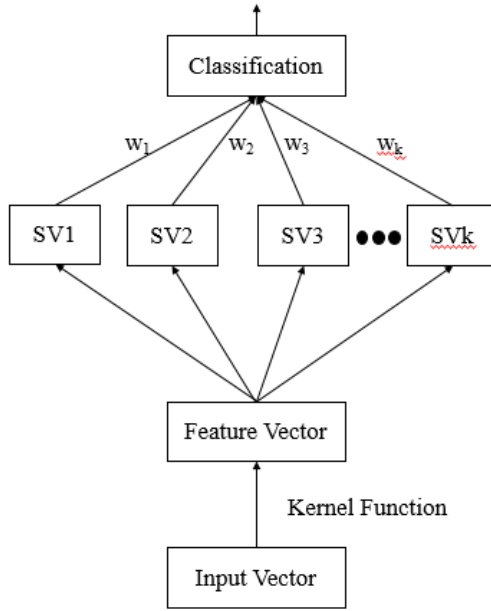 Classification
w₁
w₂
w₃
wₖ
SV1
SV2
SV3
SVk
Feature Vector
Kernel Function
Input Vector